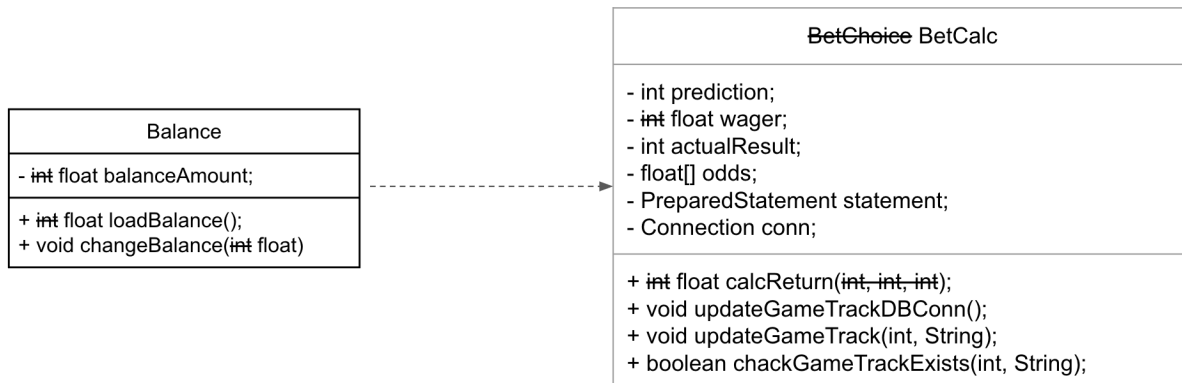 Balance
- int float balanceAmount;
+ int float loadBalance();
+ void changeBalance(int float)
BetChoice BetCalc
- int prediction;
- int float wager;
- int actualResult;
- float[] odds;
- PreparedStatement statement;
- Connection conn;
+ int float calcReturn(int, int, int);
+ void updateGameTrackDBConn();
+ void updateGameTrack(int, String);
+ boolean chackGameTrackExists(int, String);